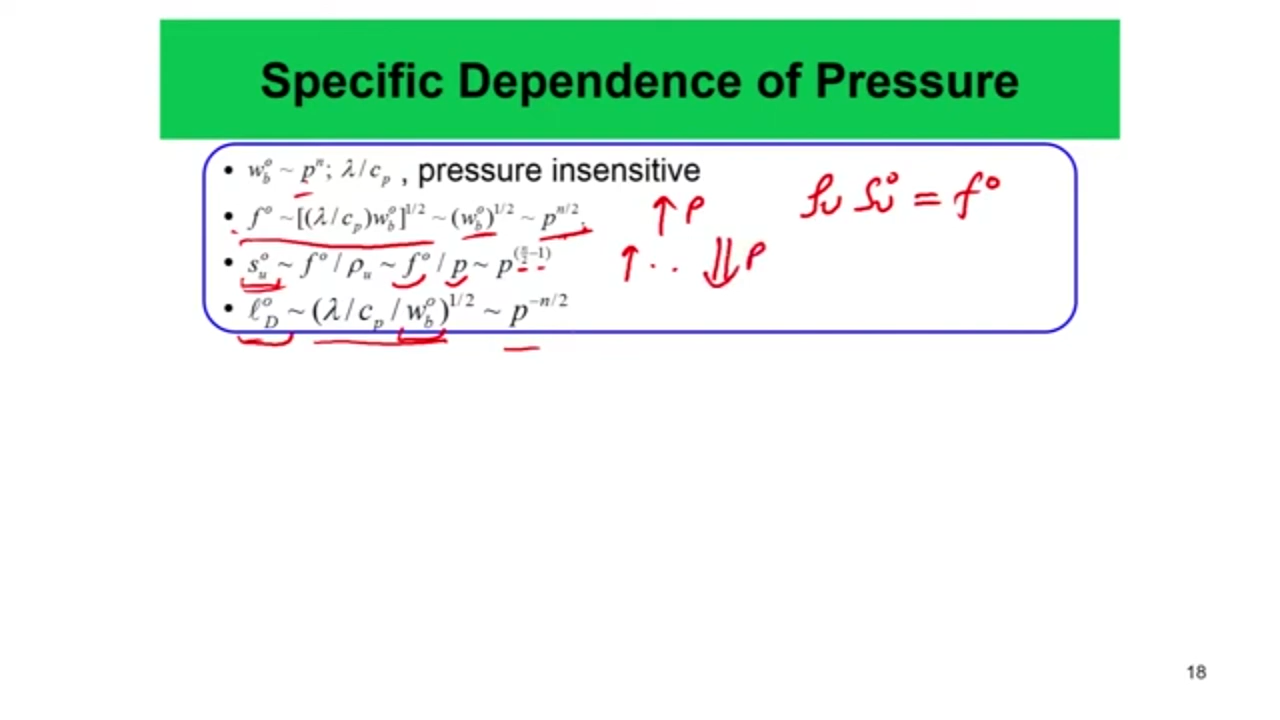 Specific Dependence of Pressure
• w_b^o ~ p^n; λ/c_p , pressure insensitive
• f^o ~[(λ/c_p)w_b^o]^{1/2} ~ (w_b^o)^{1/2} ~ p^{n/2}.
• s_u^o ~ f^o / ρ_u ~ f^o / p ~ p^{(n/2 −1)}
• ℓ_D^o ~ (λ/c_p / w_b^o)^{1/2} ~ p^{−n/2}
ρ_u S_u^o = f^o
↑ P
↑ . . ⇓ P
18